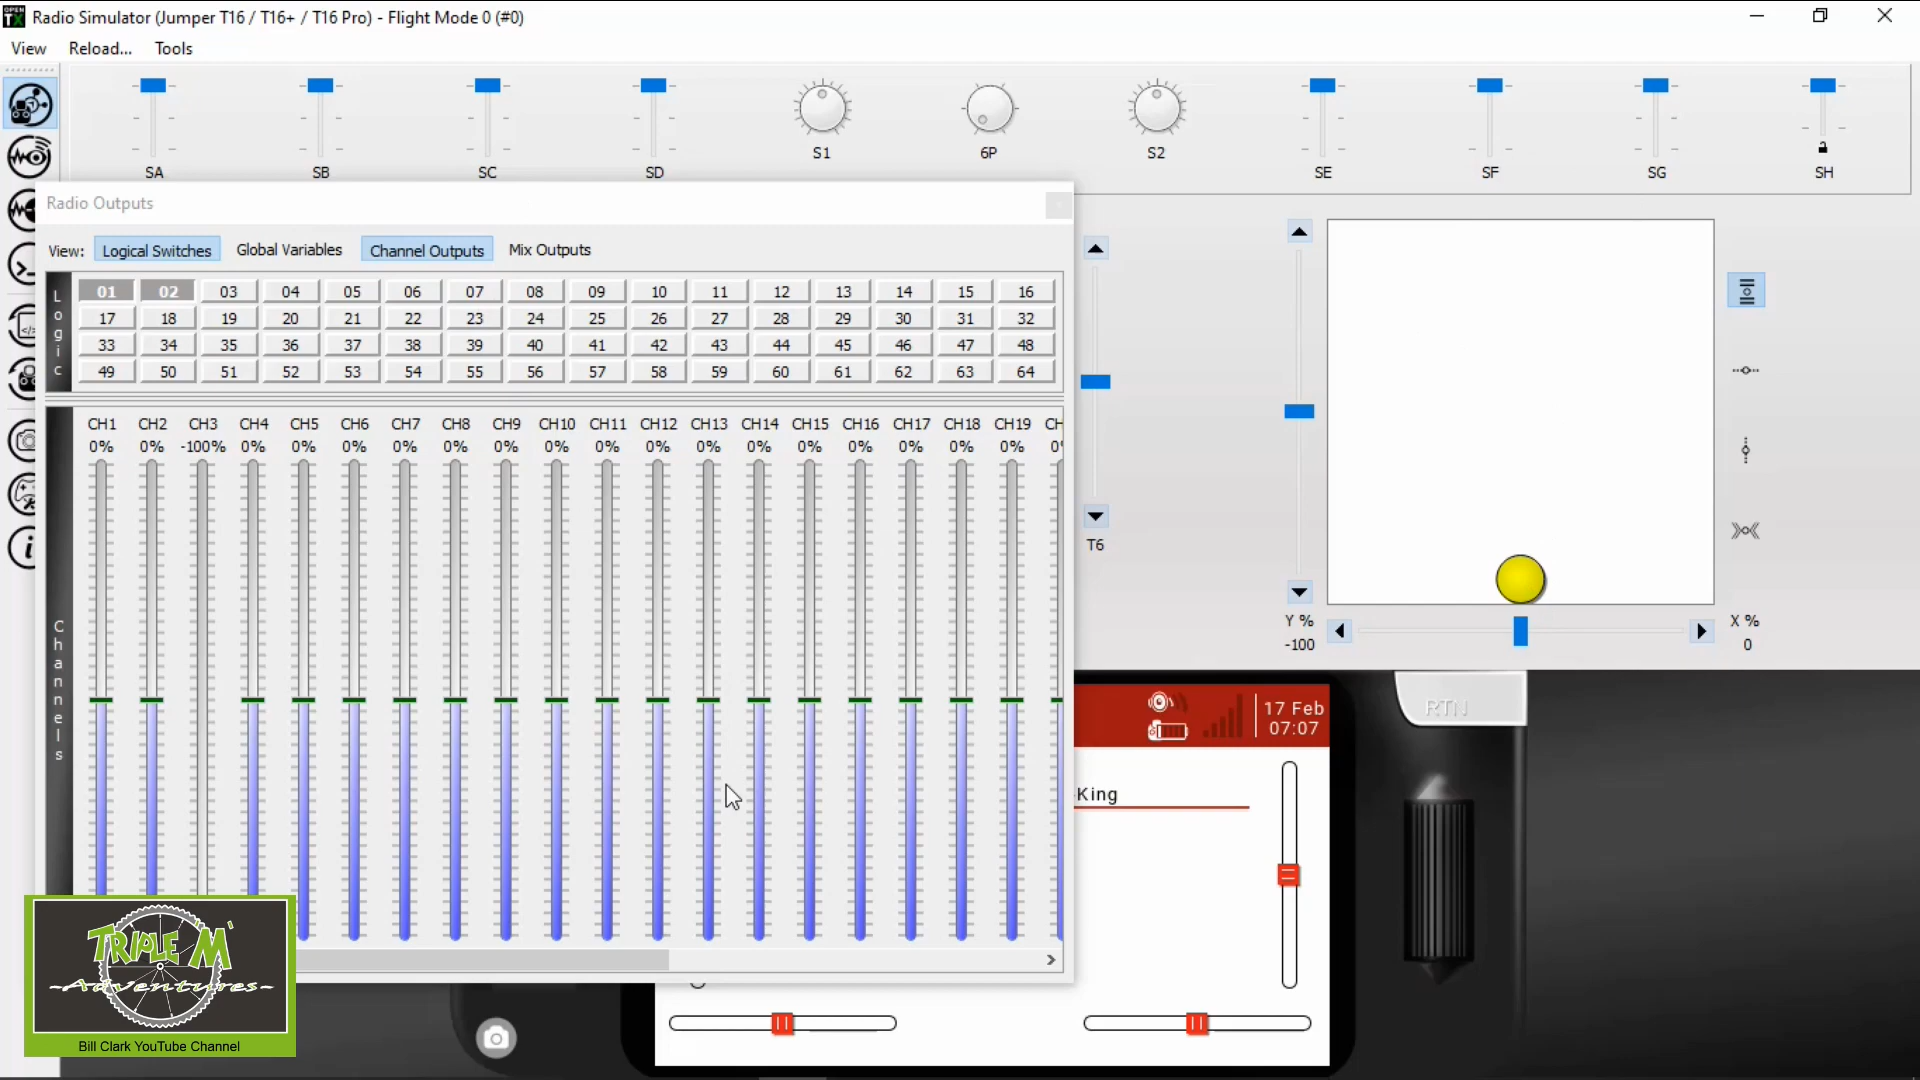 OPEN TX Radio Simulator (Jumper T16 / T16+ / T16 Pro) - Flight Mode 0 (#0)
View Reload... Tools
SA SB SC SD S1 6P S2 SE SF SG SH
Radio Outputs
View: Logical Switches Global Variables Channel Outputs Mix Outputs
Logic
01 02 03 04 05 06 07 08 09 10 11 12 13 14 15 16
17 18 19 20 21 22 23 24 25 26 27 28 29 30 31 32
33 34 35 36 37 38 39 40 41 42 43 44 45 46 47 48
49 50 51 52 53 54 55 56 57 58 59 60 61 62 63 64
Channels
CH1 CH2 CH3 CH4 CH5 CH6 CH7 CH8 CH9 CH10 CH11 CH12 CH13 CH14 CH15 CH16 CH17 CH18 CH19
0% 0% -100% 0% 0% 0% 0% 0% 0% 0% 0% 0% 0% 0% 0% 0% 0% 0% 0%
T6
Y %
-100
X %
0
17 Feb
07:07
RTN
-King
TRIPLE M
-Adventures-
Bill Clark YouTube Channel